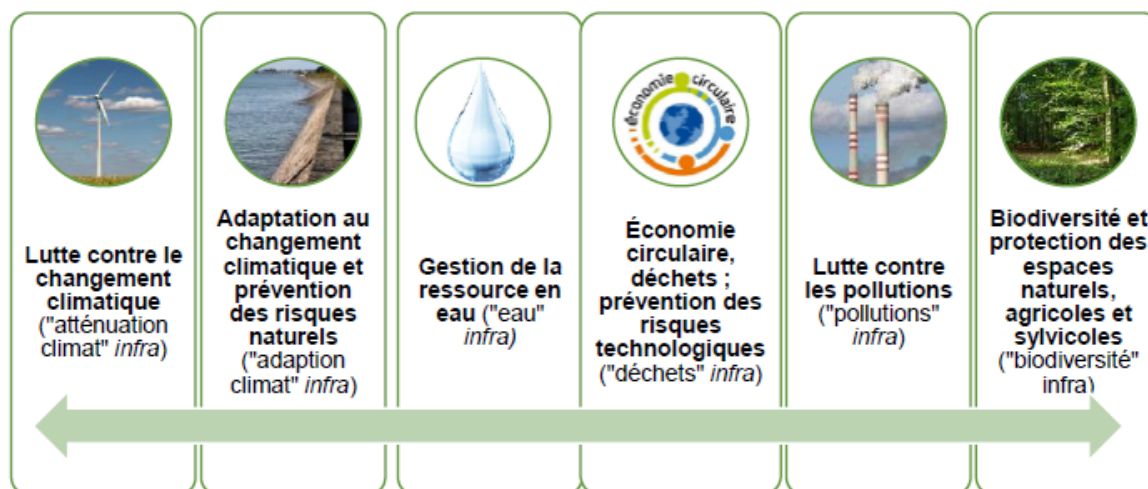 Lutte contre le
changement
climatique
("atténuation
climat" infra)
Adaptation au
changement
climatique et
prévention
des risques
naturels
("adaption
climat" infra)
Gestion de la
ressource en
eau ("eau"
infra)
économie circulaire
Économie
circulaire,
déchets ;
prévention des
risques
technologiques
("déchets" infra)
Lutte contre
les pollutions
("pollutions"
infra)
Biodiversité et
protection des
espaces
naturels,
agricoles et
sylvicoles
("biodiversité"
infra)